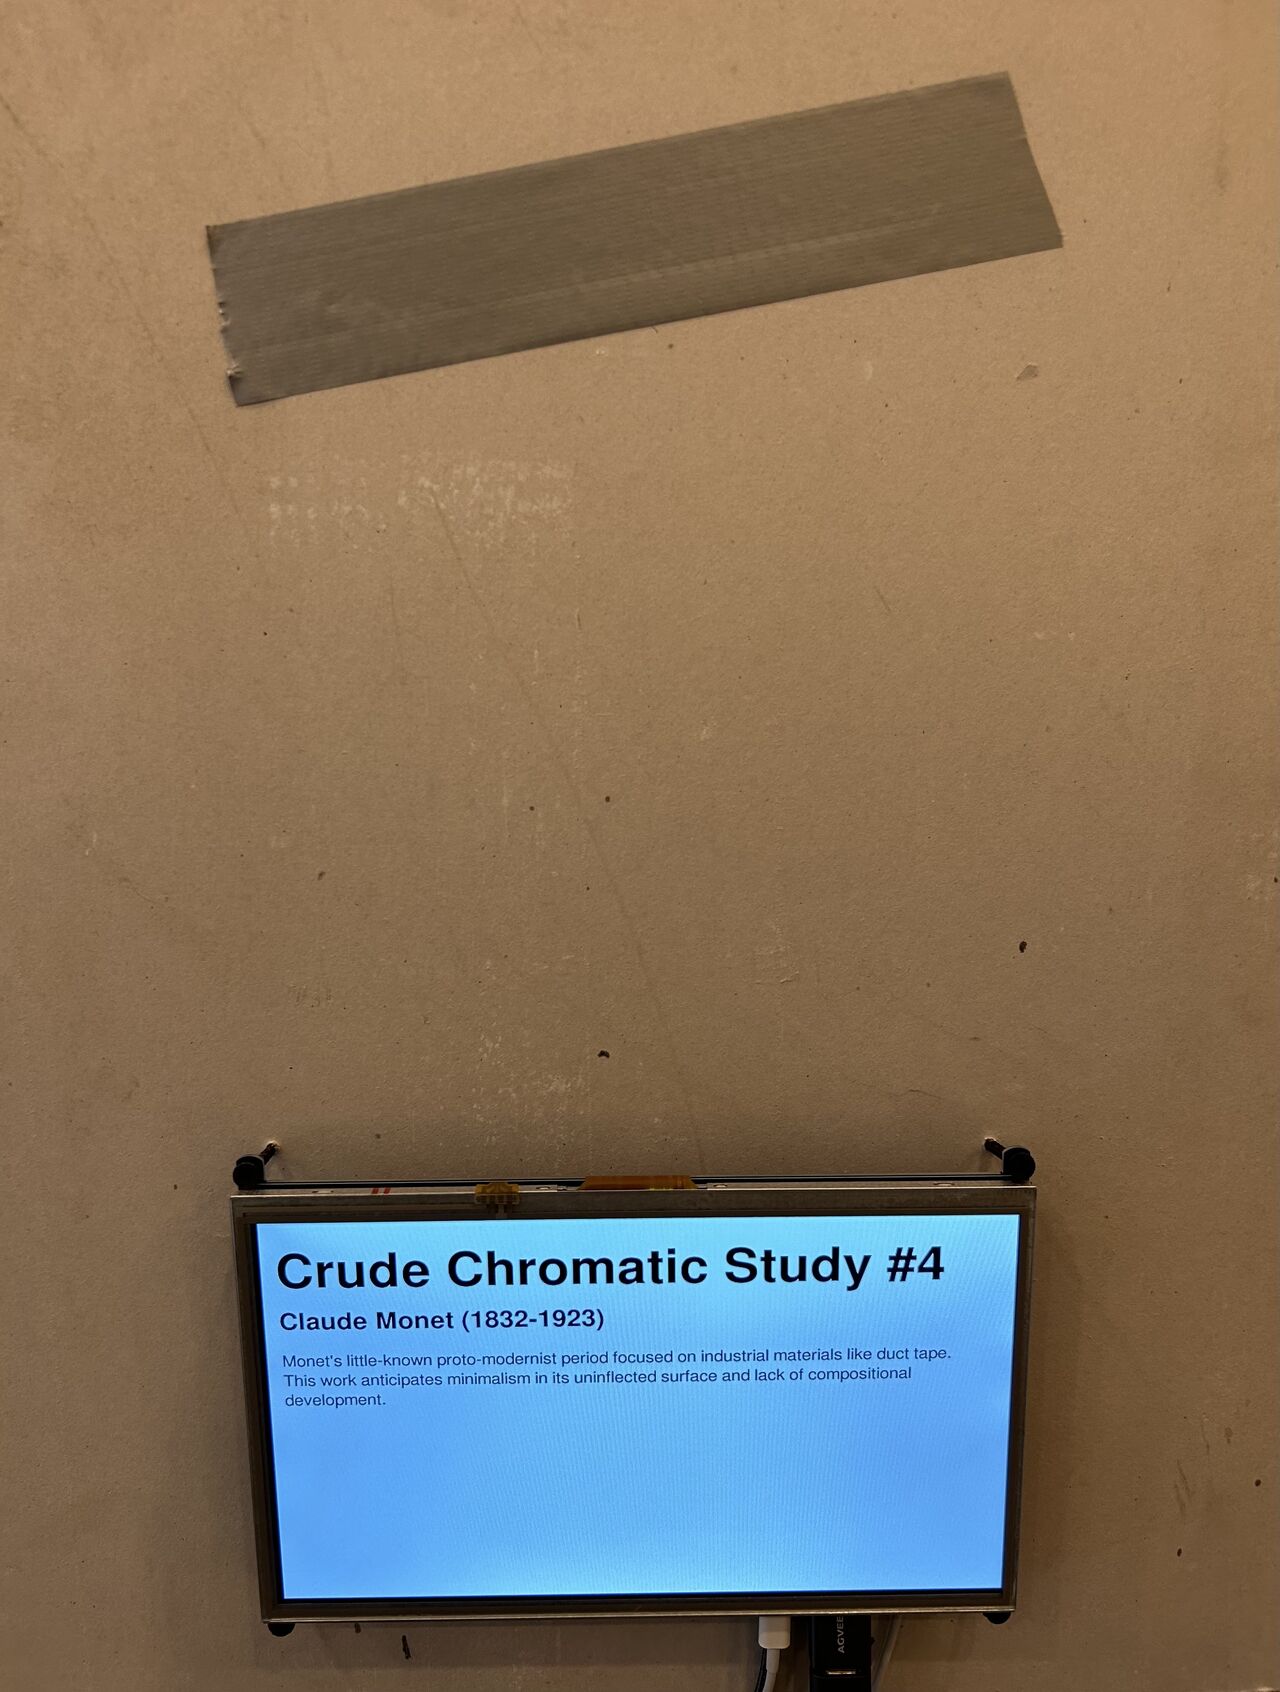 Crude Chromatic Study #4
Claude Monet (1832-1923)
Monet's little-known proto-modernist period focused on industrial materials like duct tape.
This work anticipates minimalism in its uninflected surface and lack of compositional
development.